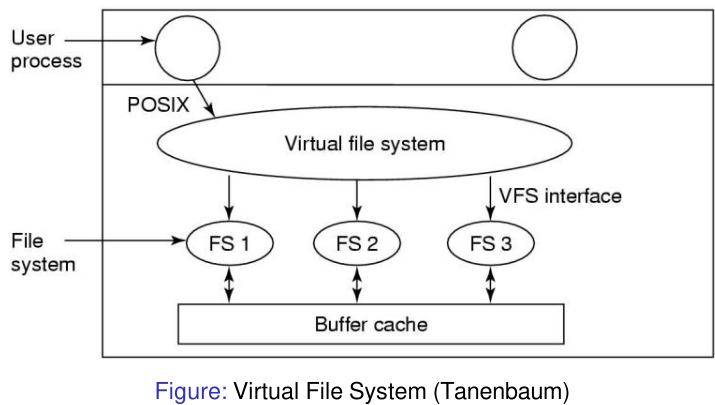 User
process
POSIX
Virtual file system
VFS interface
File
system
FS 1
FS 2
FS 3
Buffer cache
Figure: Virtual File System (Tanenbaum)